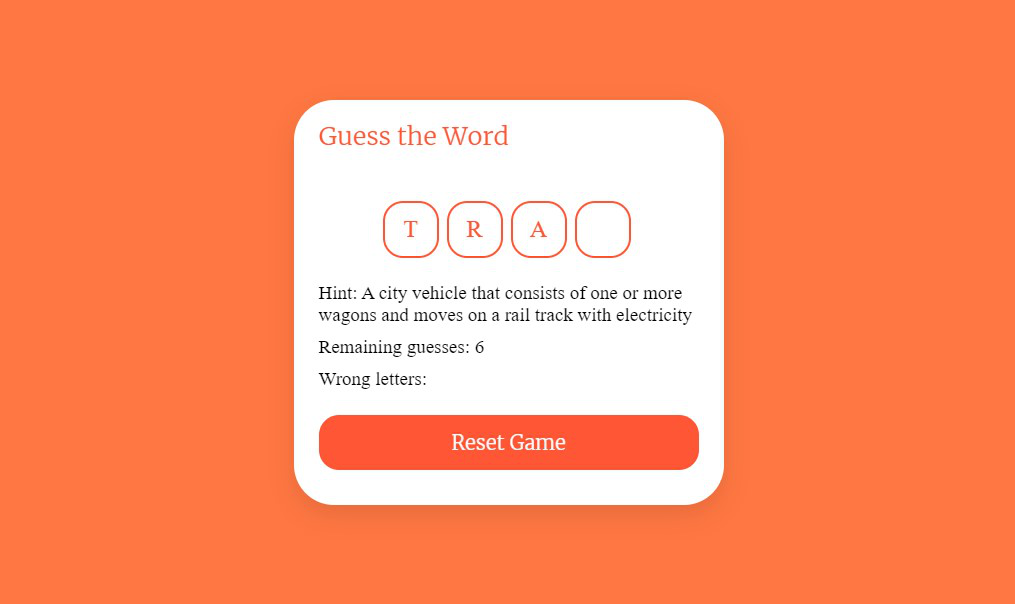 Guess the Word
T R A
Hint: A city vehicle that consists of one or more
wagons and moves on a rail track with electricity
Remaining guesses: 6
Wrong letters:
Reset Game